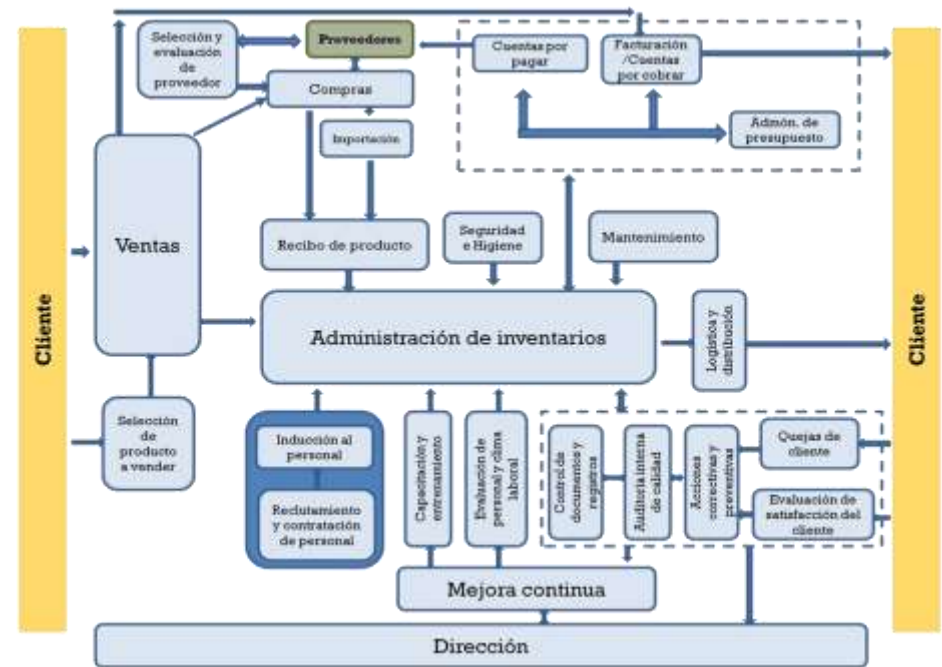 Cliente
Selección y
evaluación
de
proveedor
Proveedores
Compras
Importación
Cuentas por
pagar
Facturación
/Cuentas
por cobrar
Admón. de
presupuesto
Ventas
Recibo de producto
Seguridad
e Higiene
Mantenimiento
Administración de inventarios
Logística y
distribución
Cliente
Selección
de
producto
a vender
Inducción al
personal
Reclutamiento
y contratación
de personal
Capacitación y
entrenamiento
Evaluación de
personal y clima
laboral
Control de
documentos y
registros
Auditoría interna
de calidad
Acciones
correctivas y
preventivas
Quejas de
cliente
Evaluación de
satisfacción del
cliente
Mejora continua
Dirección